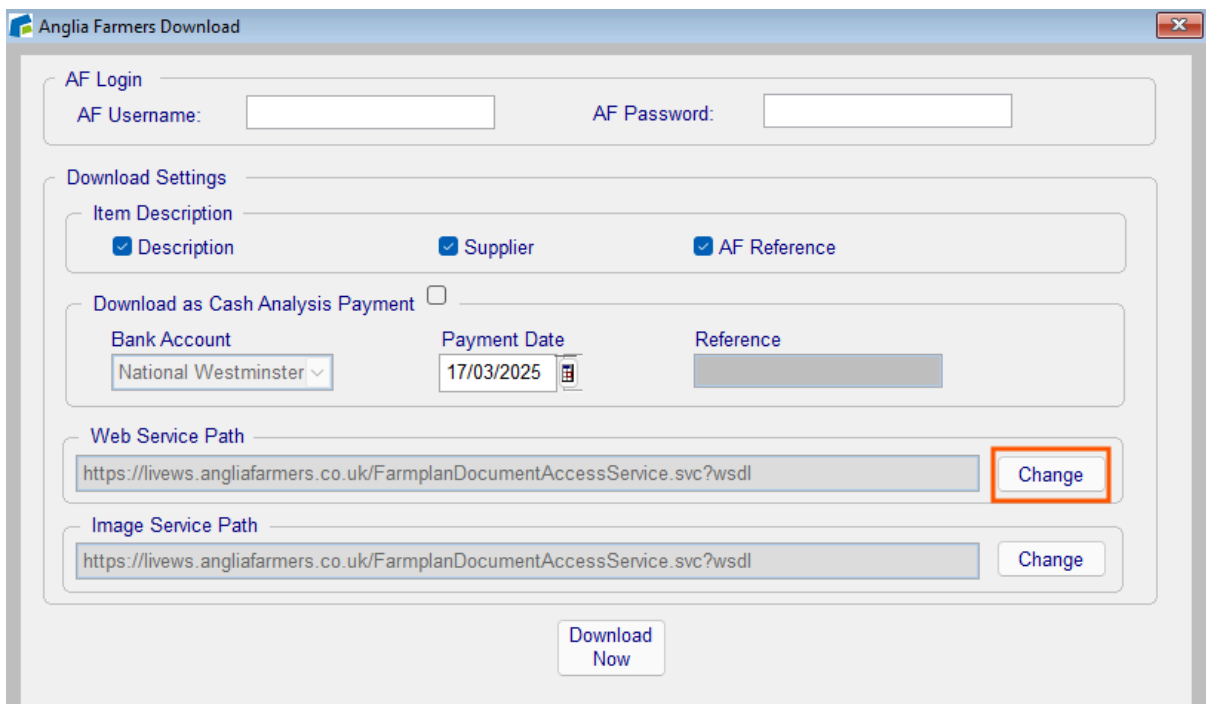 Anglia Farmers Download
AF Login
AF Username:
AF Password:
Download Settings
Item Description
Description
Supplier
AF Reference
Download as Cash Analysis Payment
Bank Account
Payment Date
Reference
National Westminster
17/03/2025
Web Service Path
https://livews.angliafarmers.co.uk/FarmplanDocumentAccessService.svc?wsdl
Change
Image Service Path
https://livews.angliafarmers.co.uk/FarmplanDocumentAccessService.svc?wsdl
Change
Download
Now